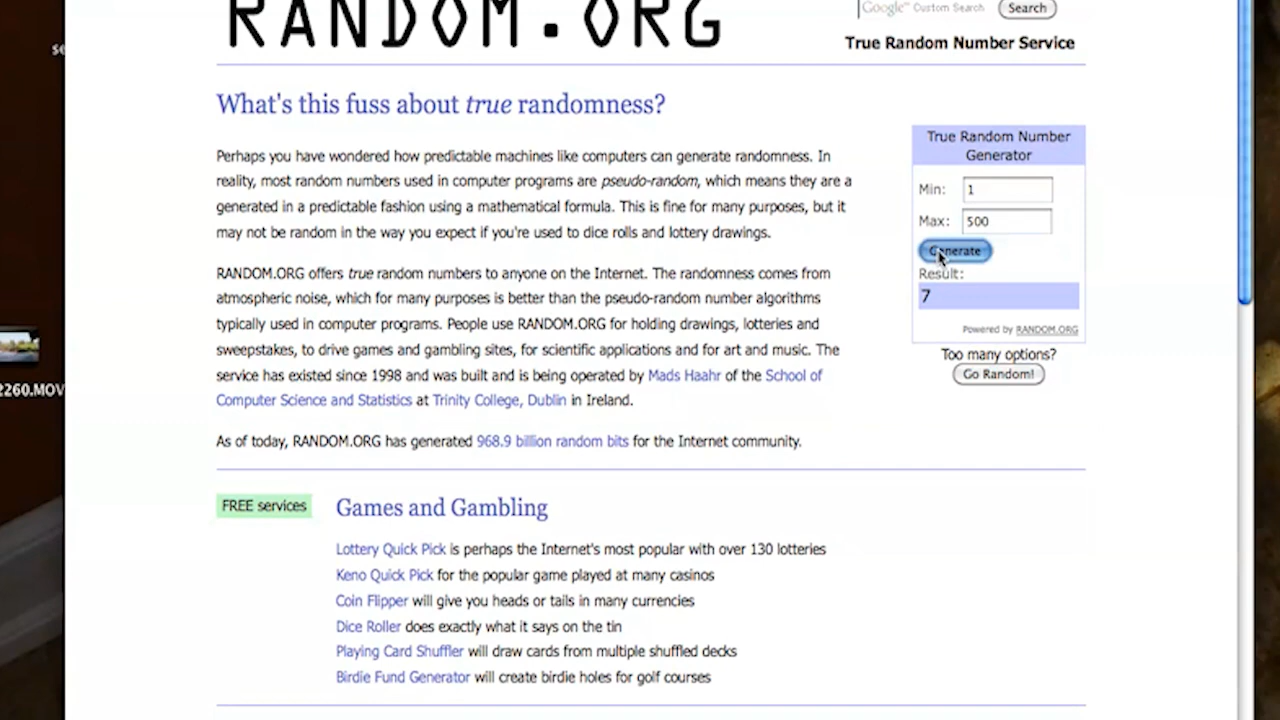 RANDOM.ORG
Google™ Custom Search
Search
True Random Number Service
What's this fuss about true randomness?
Perhaps you have wondered how predictable machines like computers can generate randomness. In
reality, most random numbers used in computer programs are pseudo-random, which means they are a
generated in a predictable fashion using a mathematical formula. This is fine for many purposes, but it
may not be random in the way you expect if you're used to dice rolls and lottery drawings.
RANDOM.ORG offers true random numbers to anyone on the Internet. The randomness comes from
atmospheric noise, which for many purposes is better than the pseudo-random number algorithms
typically used in computer programs. People use RANDOM.ORG for holding drawings, lotteries and
sweepstakes, to drive games and gambling sites, for scientific applications and for art and music. The
service has existed since 1998 and was built and is being operated by Mads Haahr of the School of
Computer Science and Statistics at Trinity College, Dublin in Ireland.
As of today, RANDOM.ORG has generated 968.9 billion random bits for the Internet community.
True Random Number
Generator
Min: 1
Max: 500
Generate
Result:
7
Powered by RANDOM.ORG
Too many options?
Go Random!
2260.MOV
FREE services
Games and Gambling
Lottery Quick Pick is perhaps the Internet's most popular with over 130 lotteries
Keno Quick Pick for the popular game played at many casinos
Coin Flipper will give you heads or tails in many currencies
Dice Roller does exactly what it says on the tin
Playing Card Shuffler will draw cards from multiple shuffled decks
Birdie Fund Generator will create birdie holes for golf courses